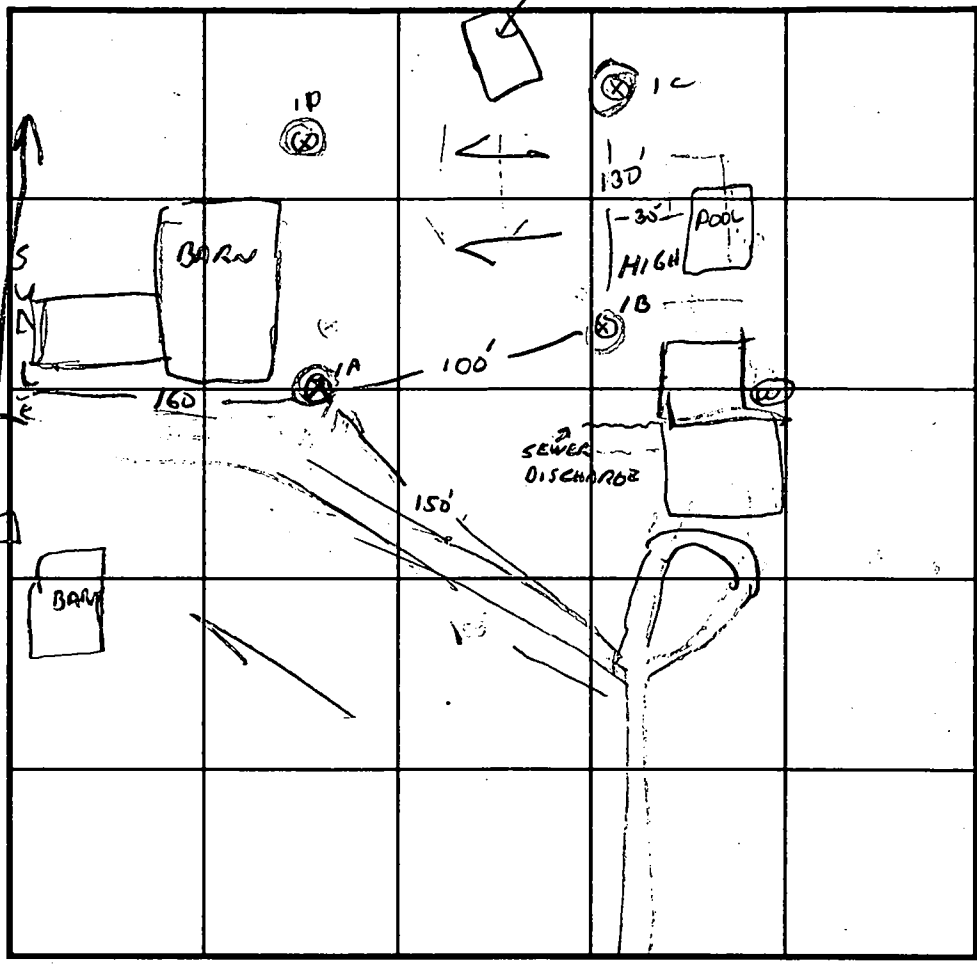 1D
1C
130'
30'
POOL
BARN
HIGH
1B
1A
100'
160
SEWER
DISCHARGE
150'
BARN